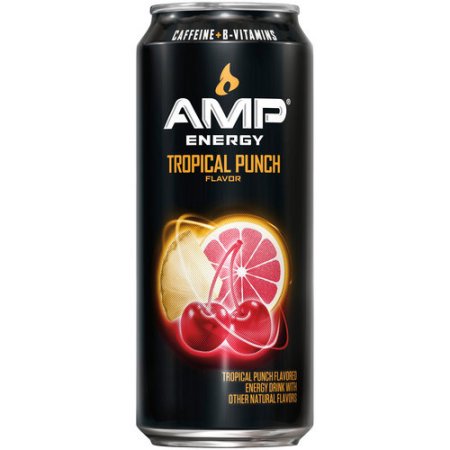 CAFFEINE+B-VITAMINS
AMP®
ENERGY
TROPICAL PUNCH
FLAVOR
TROPICAL PUNCH FLAVORED
ENERGY DRINK WITH
OTHER NATURAL FLAVORS